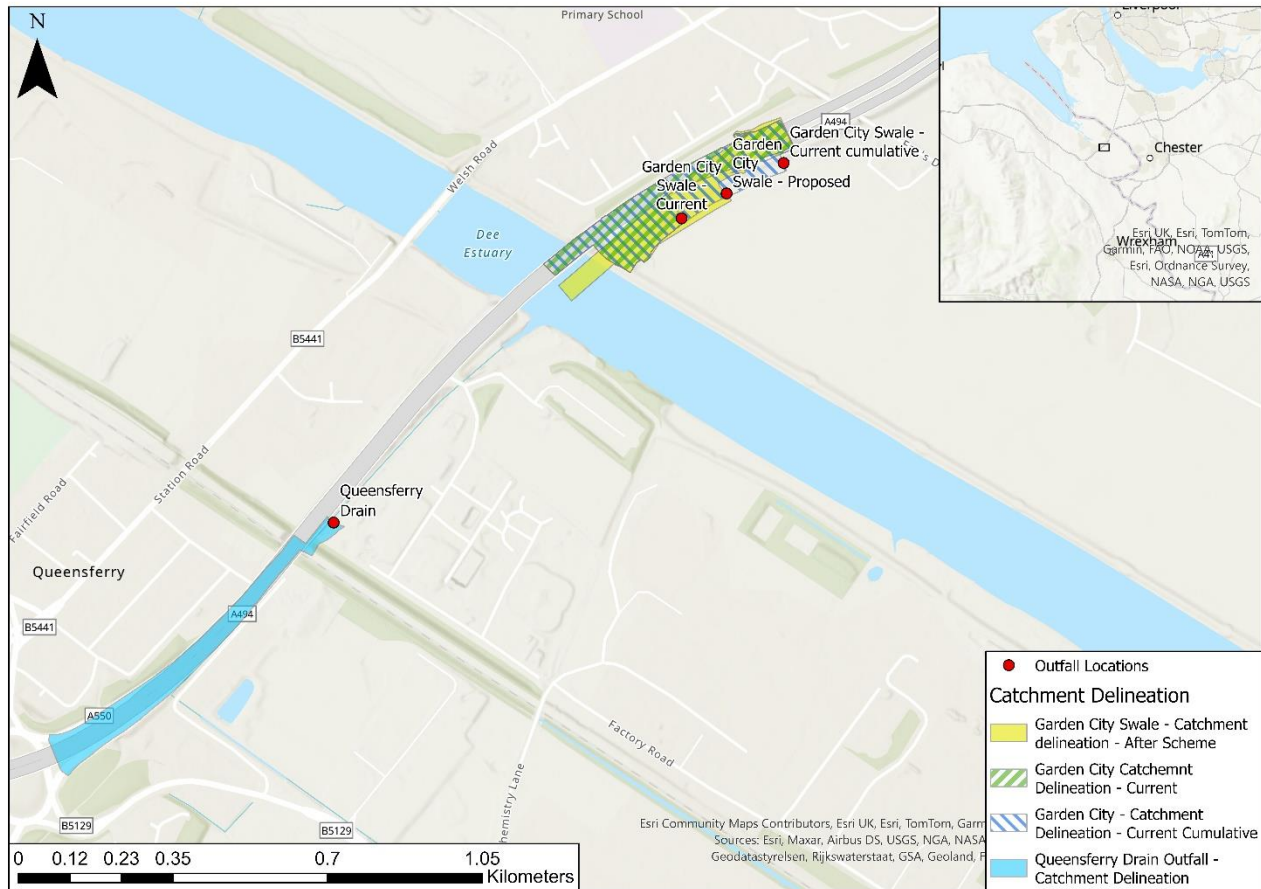 N
Primary School
Liverpool
Chester
Wrexham
A41
Esri UK, Esri, TomTom,
Garmin, FAO, NOAA, USGS,
Esri, Ordnance Survey,
NASA, NGA, USGS
A494
Garden City Swale -
Current cumulative
Garden
City
Swale - Proposed
Garden City
Swale -
Current
Welsh Road
Dee
Estuary
B5441
Station Road
Fairfield Road
Queensferry
Drain
Queensferry
B5441
A494
A550
B5129
B5129
Factory Road
Chemistry Lane
Esri Community Maps Contributors, Esri UK, Esri, TomTom, Garm
Sources: Esri, Maxar, Airbus DS, USGS, NGA, NASA
Geodatastyrelsen, Rijkswaterstaat, GSA, Geoland, F
0 0.12 0.23 0.35 0.7 1.05
Kilometers
Outfall Locations
Catchment Delineation
Garden City Swale - Catchment
delineation - After Scheme
Garden City Catchemnt
Delineation - Current
Garden City - Catchment
Delineation - Current Cumulative
Queensferry Drain Outfall -
Catchment Delineation